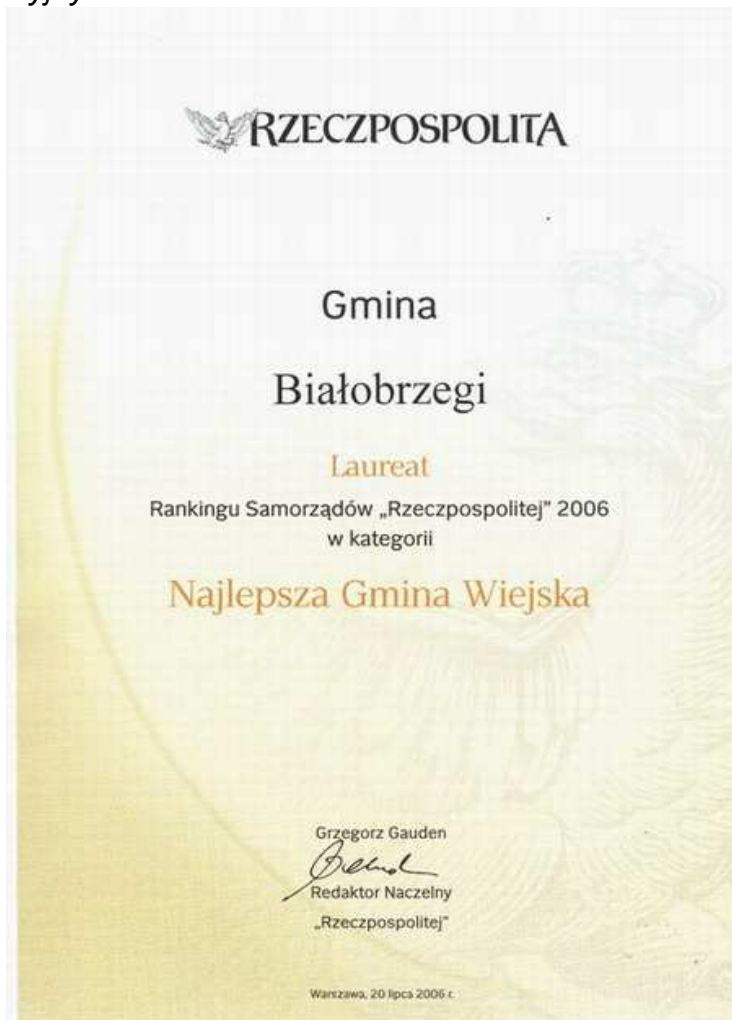 RZECZPOSPOLITA
Gmina
Białobrzegi
Laureat
Rankingu Samorządów „Rzeczpospolitej” 2006
w kategorii
Najlepsza Gmina Wiejska
Grzegorz Gauden
Redaktor Naczelny
„Rzeczpospolitej”
Warszawa, 20 lipca 2006 r.